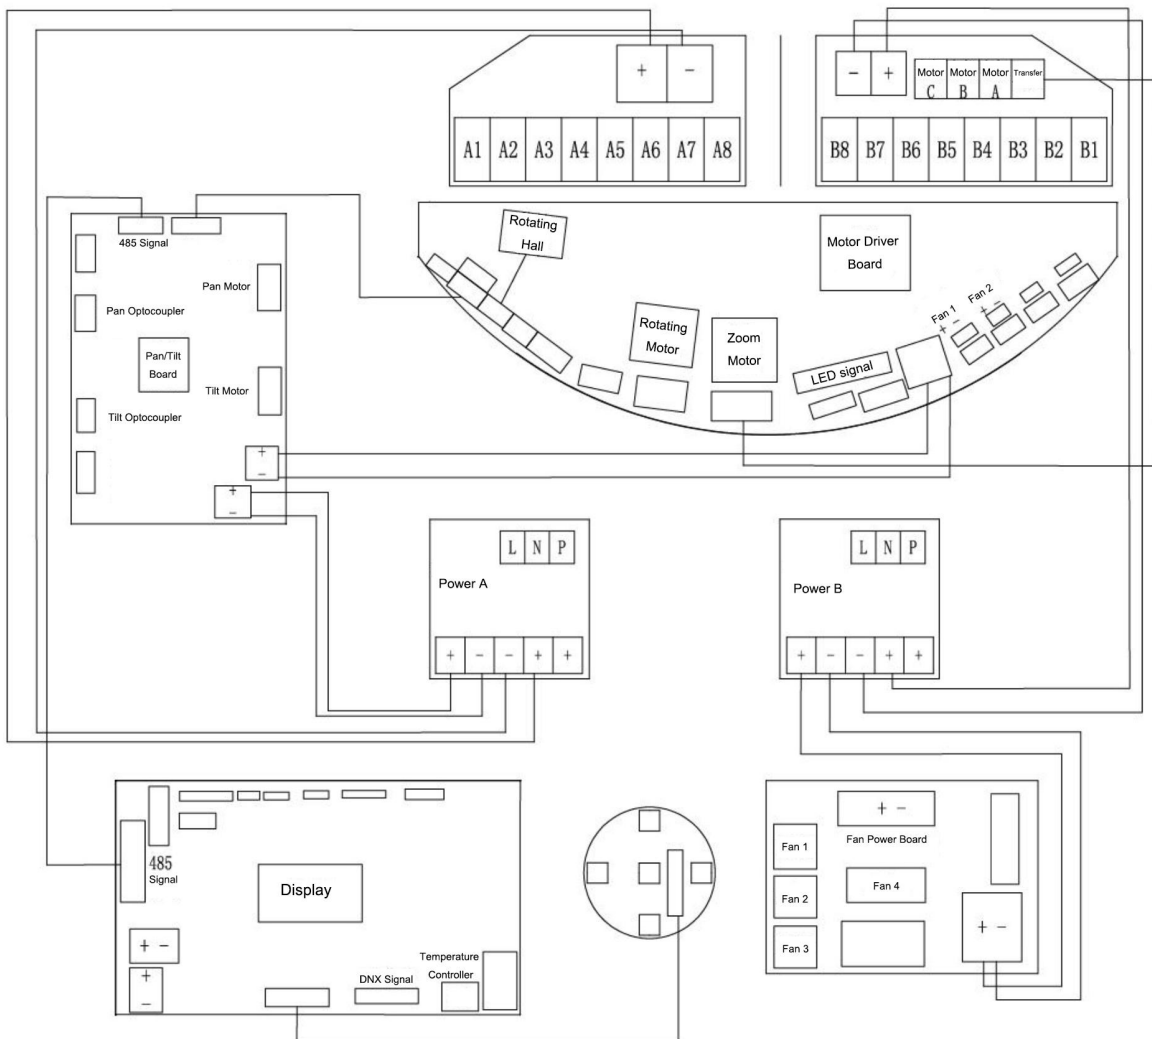 + -
A1 A2 A3 A4 A5 A6 A7 A8
- +
Motor C
Motor B
Motor A
Transfer
B8 B7 B6 B5 B4 B3 B2 B1
485 Signal
Pan Motor
Pan Optocoupler
Pan/Tilt
Board
Tilt Motor
Tilt Optocoupler
+
-
+
-
Rotating
Hall
Motor Driver
Board
Rotating
Motor
Zoom
Motor
LED signal
Fan 1
+ -
Fan 2
+ -
L N P
Power A
+ - - + +
L N P
Power B
+ - - + +
485
Signal
Display
+ -
+
-
Temperature
Controller
DNX Signal
+ -
Fan Power Board
Fan 1
Fan 2
Fan 3
Fan 4
+ -